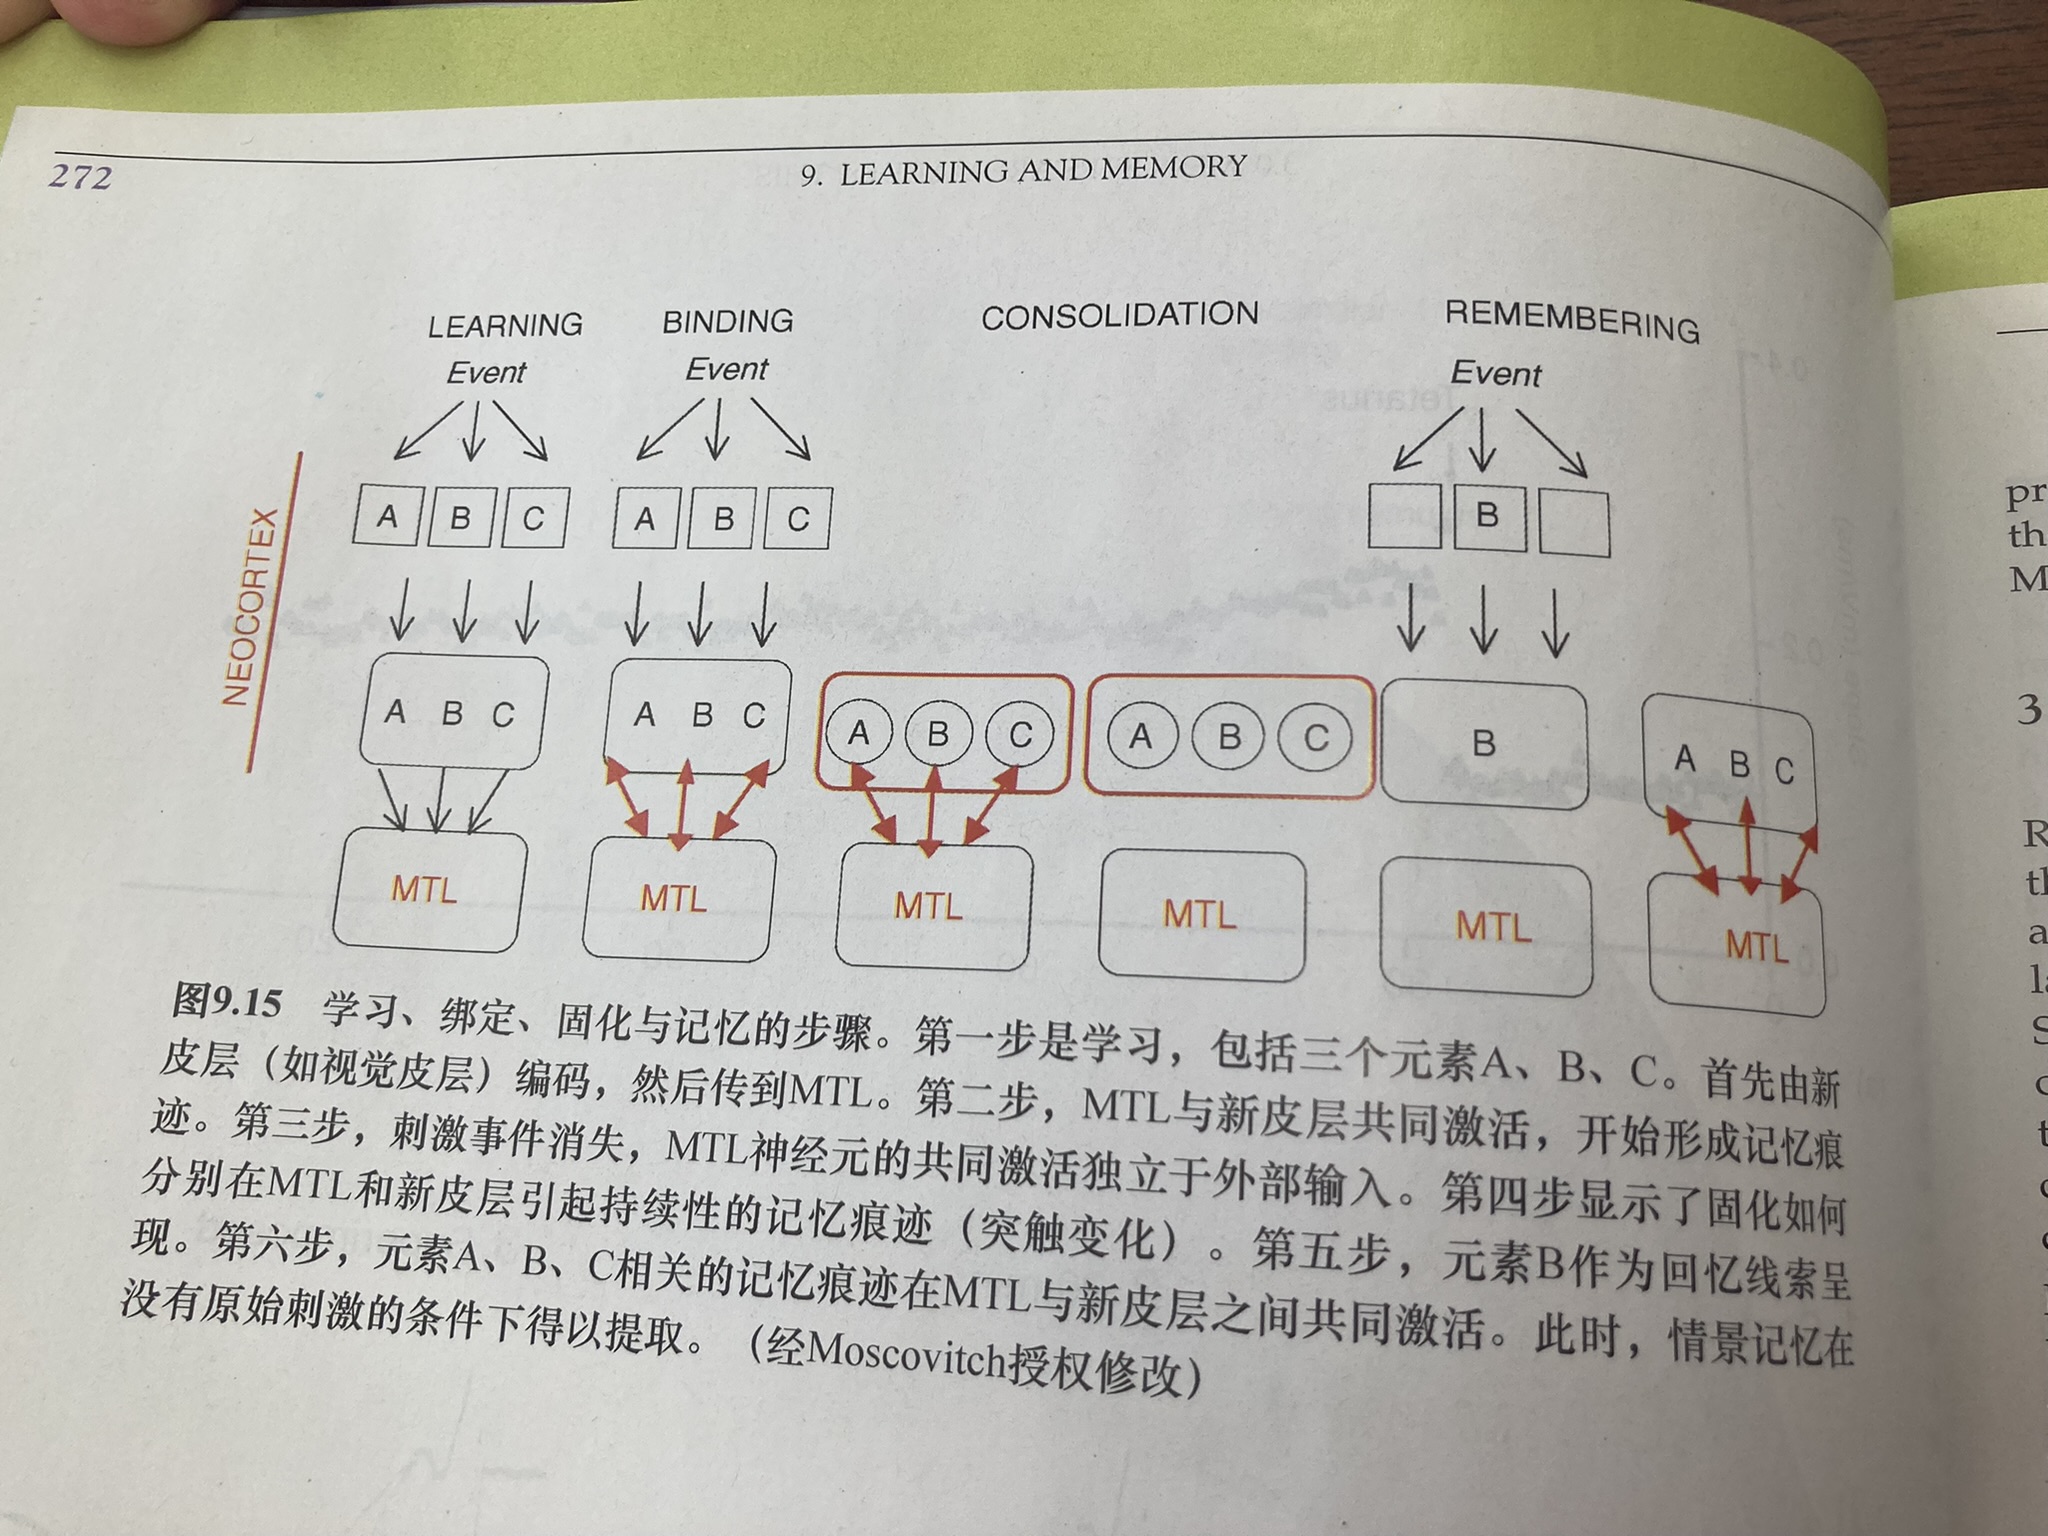 272
9. LEARNING AND MEMORY
LEARNING
Event
BINDING
Event
CONSOLIDATION
REMEMBERING
Event
NEOCORTEX
A B C
A B C
B
A B C
A B C
A B C
A B C
B
A B C
MTL
MTL
MTL
MTL
MTL
MTL
图9.15 学习、绑定、固化与记忆的步骤。第一步是学习，包括三个元素A、B、C。首先由新
皮层（如视觉皮层）编码，然后传到MTL。第二步，MTL与新皮层共同激活，开始形成记忆痕
迹。第三步，刺激事件消失，MTL神经元的共同激活独立于外部输入。第四步显示了固化如何
分别在MTL和新皮层引起持续性的记忆痕迹（突触变化）。第五步，元素B作为回忆线索呈
现。第六步，元素A、B、C相关的记忆痕迹在MTL与新皮层之间共同激活。此时，情景记忆在
没有原始刺激的条件下得以提取。（经Moscovitch授权修改）
pr
th
M
3
R